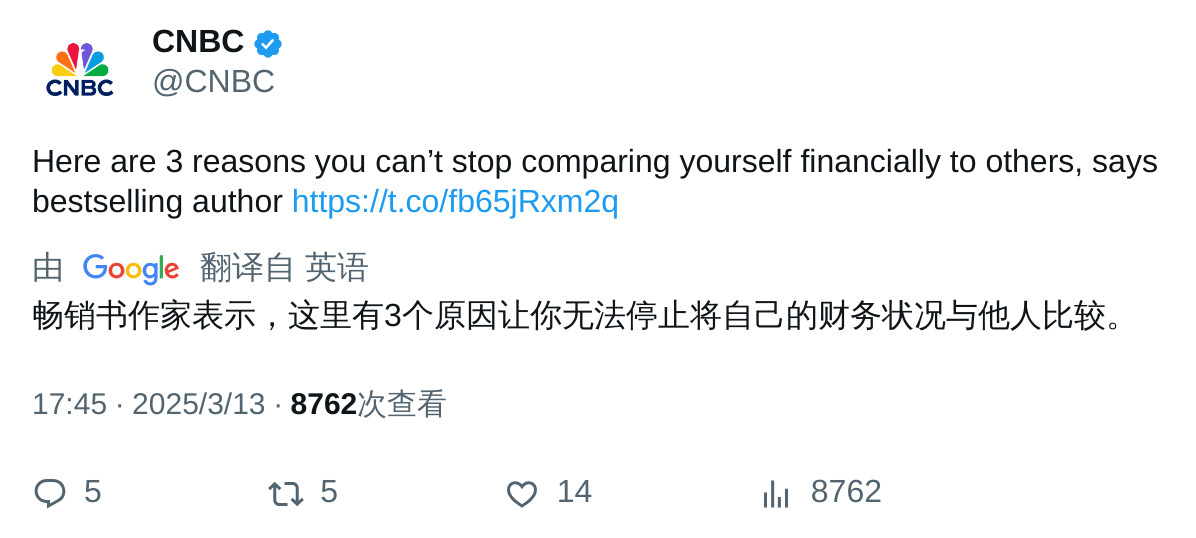 CNBC
@CNBC
CNBC
Here are 3 reasons you can’t stop comparing yourself financially to others, says
bestselling author https://t.co/fb65jRxm2q
由 Google 翻译自 英语
畅销书作家表示，这里有3个原因让你无法停止将自己的财务状况与他人比较。
17:45 · 2025/3/13 · 8762次查看
5 5 14 8762